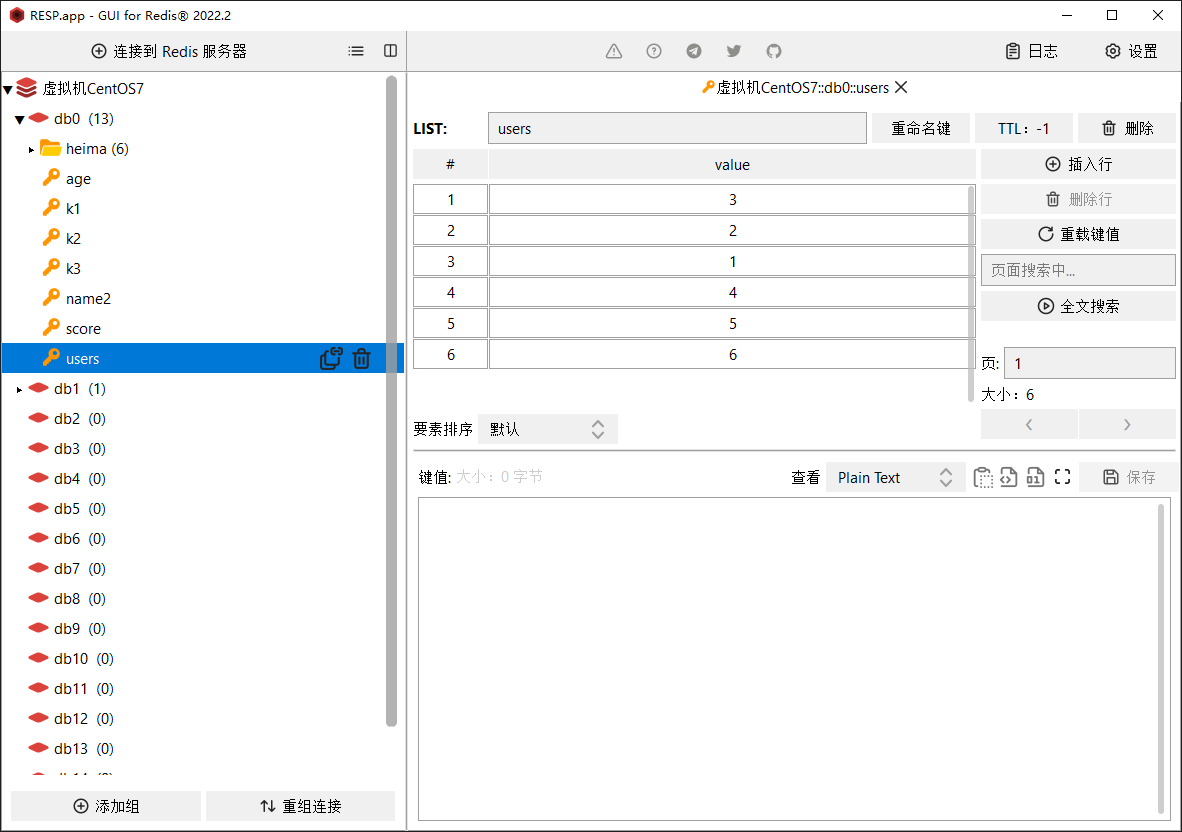 RESP.app - GUI for Redis® 2022.2
连接到 Redis 服务器
日志
设置
虚拟机CentOS7
db0 (13)
heima (6)
age
k1
k2
k3
name2
score
users
db1 (1)
db2 (0)
db3 (0)
db4 (0)
db5 (0)
db6 (0)
db7 (0)
db8 (0)
db9 (0)
db10 (0)
db11 (0)
db12 (0)
db13 (0)
添加组
重组连接
虚拟机CentOS7::db0::users
LIST:
users
重命名键
TTL：-1
删除
# value
1 3
2 2
3 1
4 4
5 5
6 6
插入行
删除行
重载键值
页面搜索中...
全文搜索
页: 1
大小：6
要素排序 默认
键值: 大小：0 字节
查看 Plain Text
保存